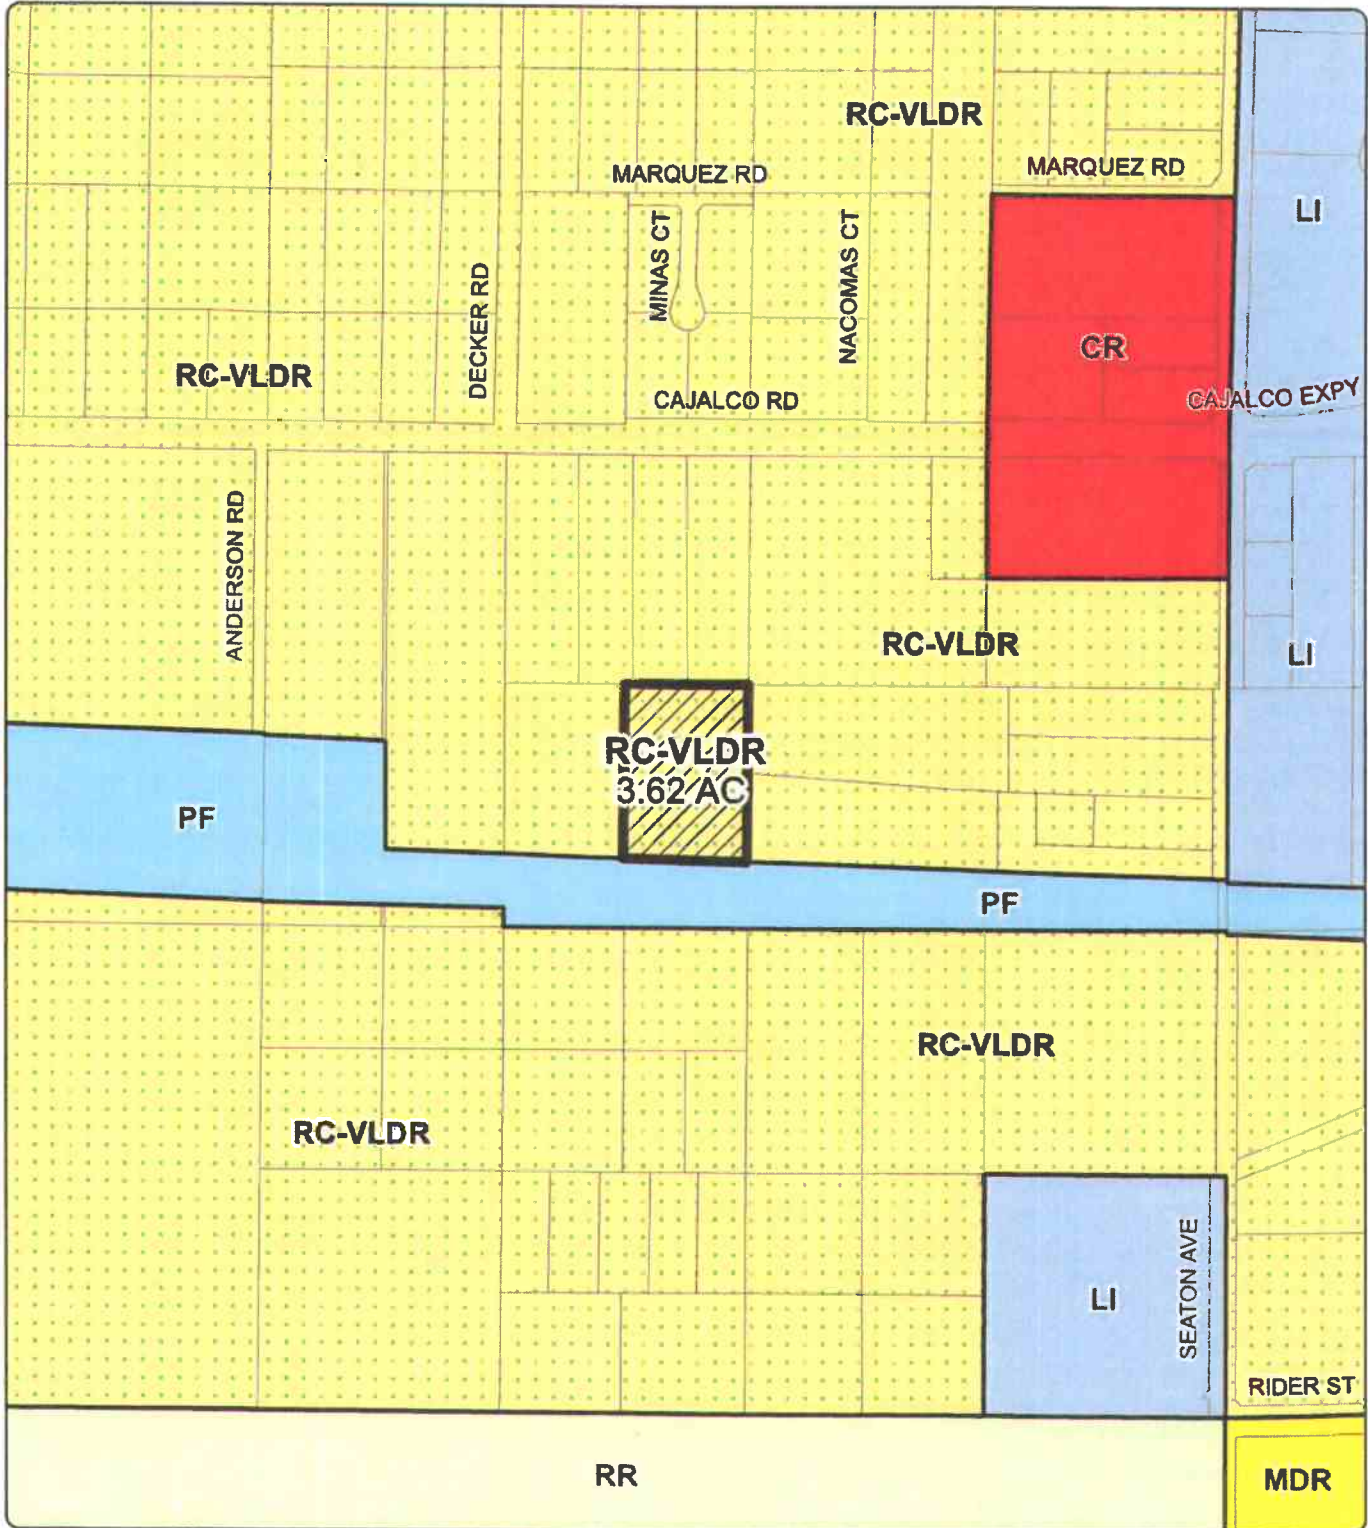 RC-VLDR
MARQUEZ RD
MARQUEZ RD
LI
MINAS CT
NACOMAS CT
DECKER RD
CR
RC-VLDR
CAJALCO RD
CAJALCO EXPY
ANDERSON RD
RC-VLDR
LI
RC-VLDR
3.62 AC
PF
PF
RC-VLDR
RC-VLDR
SEATON AVE
LI
RIDER ST
RR
MDR